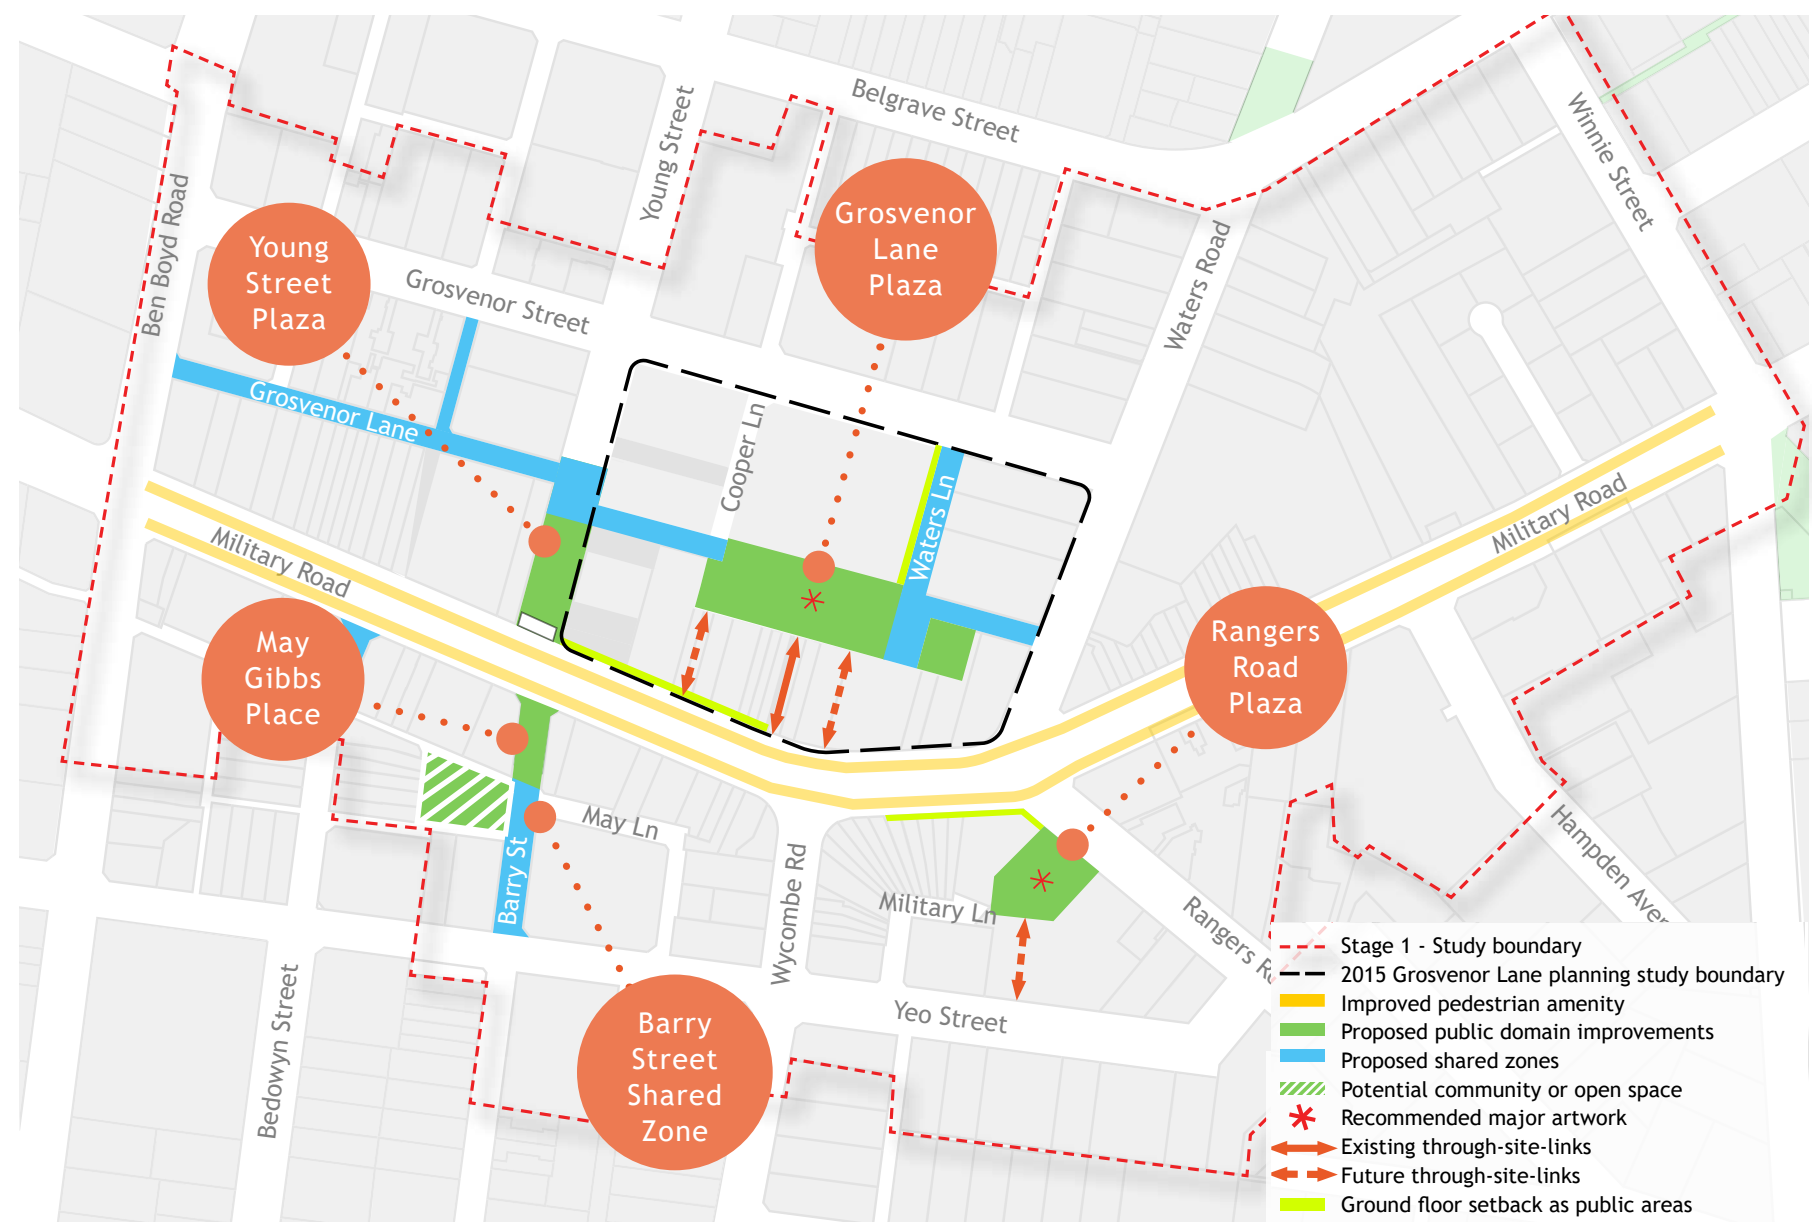 Belgrave Street
Young Street
Winnie Street
Ben Boyd Road
Grosvenor
Lane
Plaza
Young
Street
Plaza
Waters Road
Grosvenor Street
Grosvenor Lane
Cooper Ln
Waters Ln
Military Road
Military Road
May
Gibbs
Place
Rangers
Road
Plaza
May Ln
Barry St
Wycombe Rd
Military Ln
Hampden Aven
Rangers R
Bedowyn Street
Yeo Street
Barry
Street
Shared
Zone
Stage 1 - Study boundary
2015 Grosvenor Lane planning study boundary
Improved pedestrian amenity
Proposed public domain improvements
Proposed shared zones
Potential community or open space
Recommended major artwork
Existing through-site-links
Future through-site-links
Ground floor setback as public areas